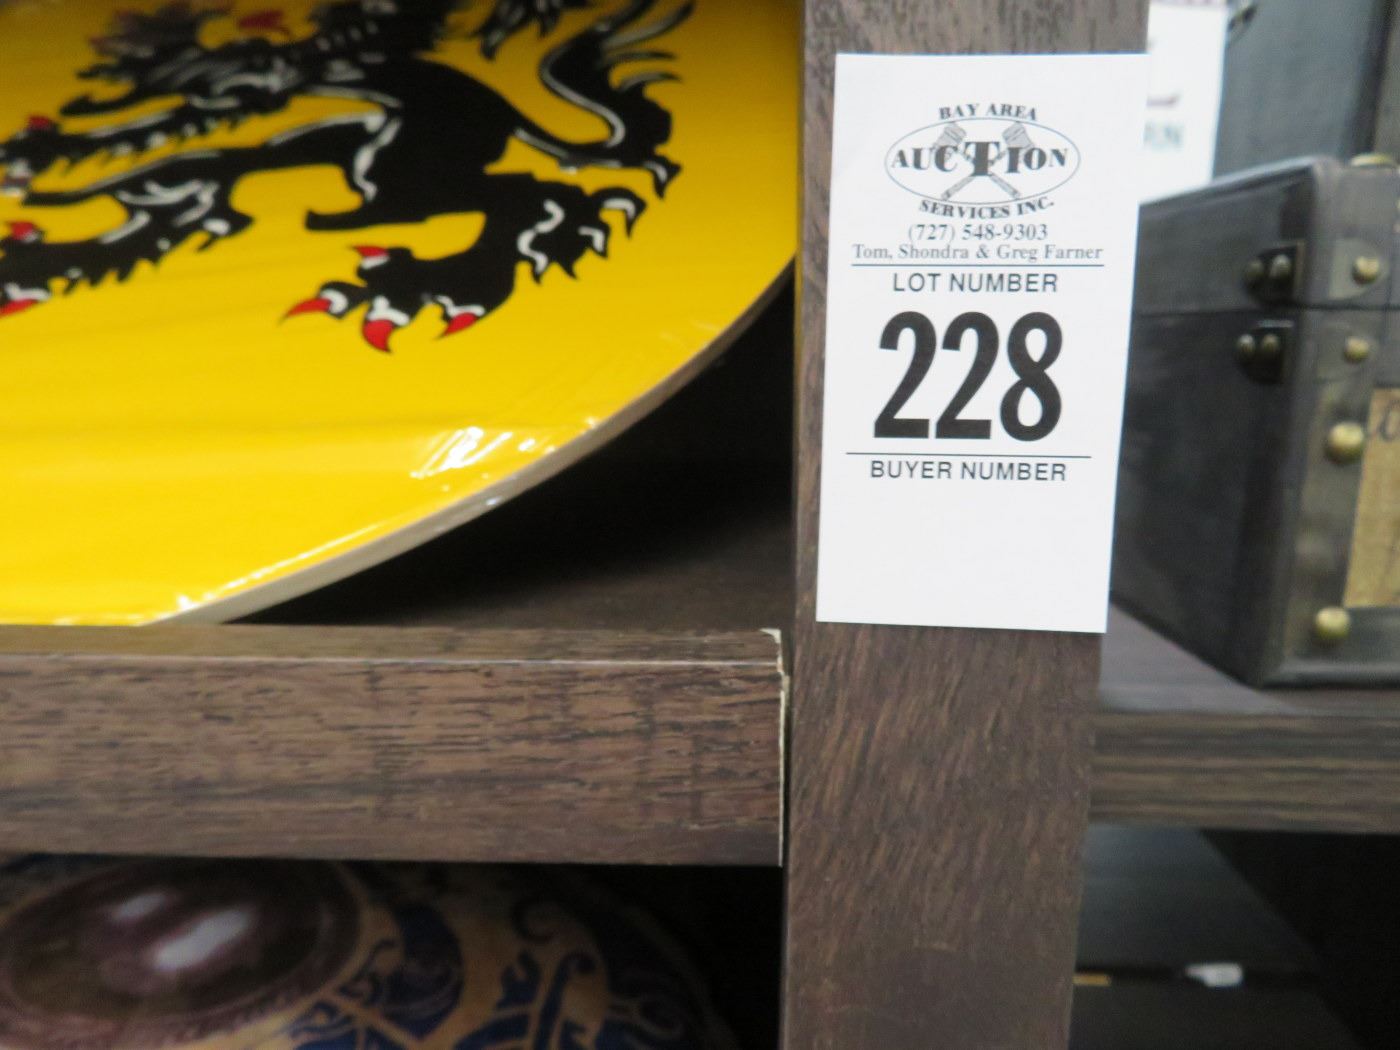 BAY AREA
AUCTION
SERVICES INC.
(727) 548-9303
Tom, Shondra & Greg Farner
LOT NUMBER
228
BUYER NUMBER